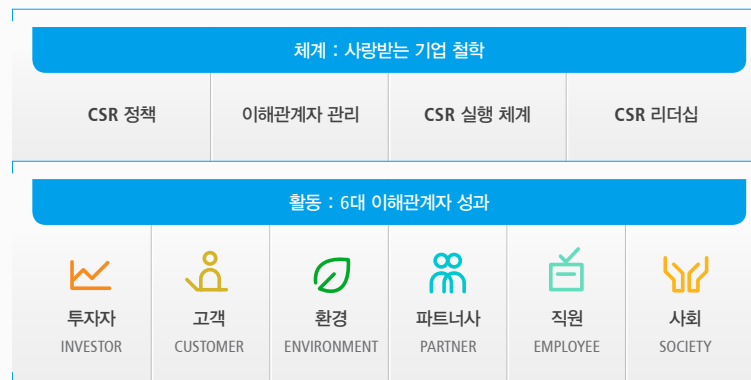 체계 : 사랑받는 기업 철학
CSR 정책 이해관계자 관리 CSR 실행 체계 CSR 리더십
활동 : 6대 이해관계자 성과
투자자 고객 환경 파트너사 직원 사회
INVESTOR CUSTOMER ENVIRONMENT PARTNER EMPLOYEE SOCIETY